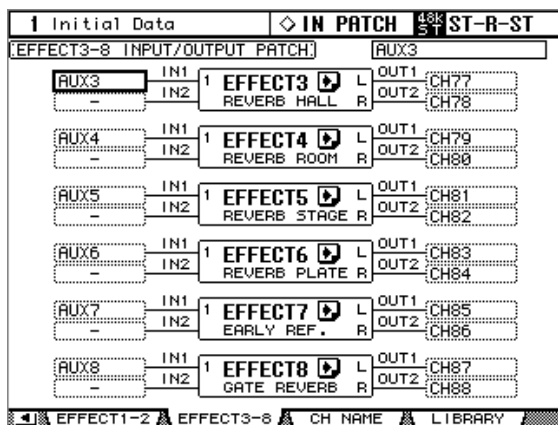 1 Initial Data ◇ IN PATCH 48K ST ST-R-ST
EFFECT3-8 INPUT/OUTPUT PATCH AUX3
AUX3 IN1 1 EFFECT3 L OUT1 CH77
- IN2 REVERB HALL R OUT2 CH78
AUX4 IN1 1 EFFECT4 L OUT1 CH79
- IN2 REVERB ROOM R OUT2 CH80
AUX5 IN1 1 EFFECT5 L OUT1 CH81
- IN2 REVERB STAGE R OUT2 CH82
AUX6 IN1 1 EFFECT6 L OUT1 CH83
- IN2 REVERB PLATE R OUT2 CH84
AUX7 IN1 1 EFFECT7 L OUT1 CH85
- IN2 EARLY REF. R OUT2 CH86
AUX8 IN1 1 EFFECT8 L OUT1 CH87
- IN2 GATE REVERB R OUT2 CH88
EFFECT1-2 EFFECT3-8 CH NAME LIBRARY